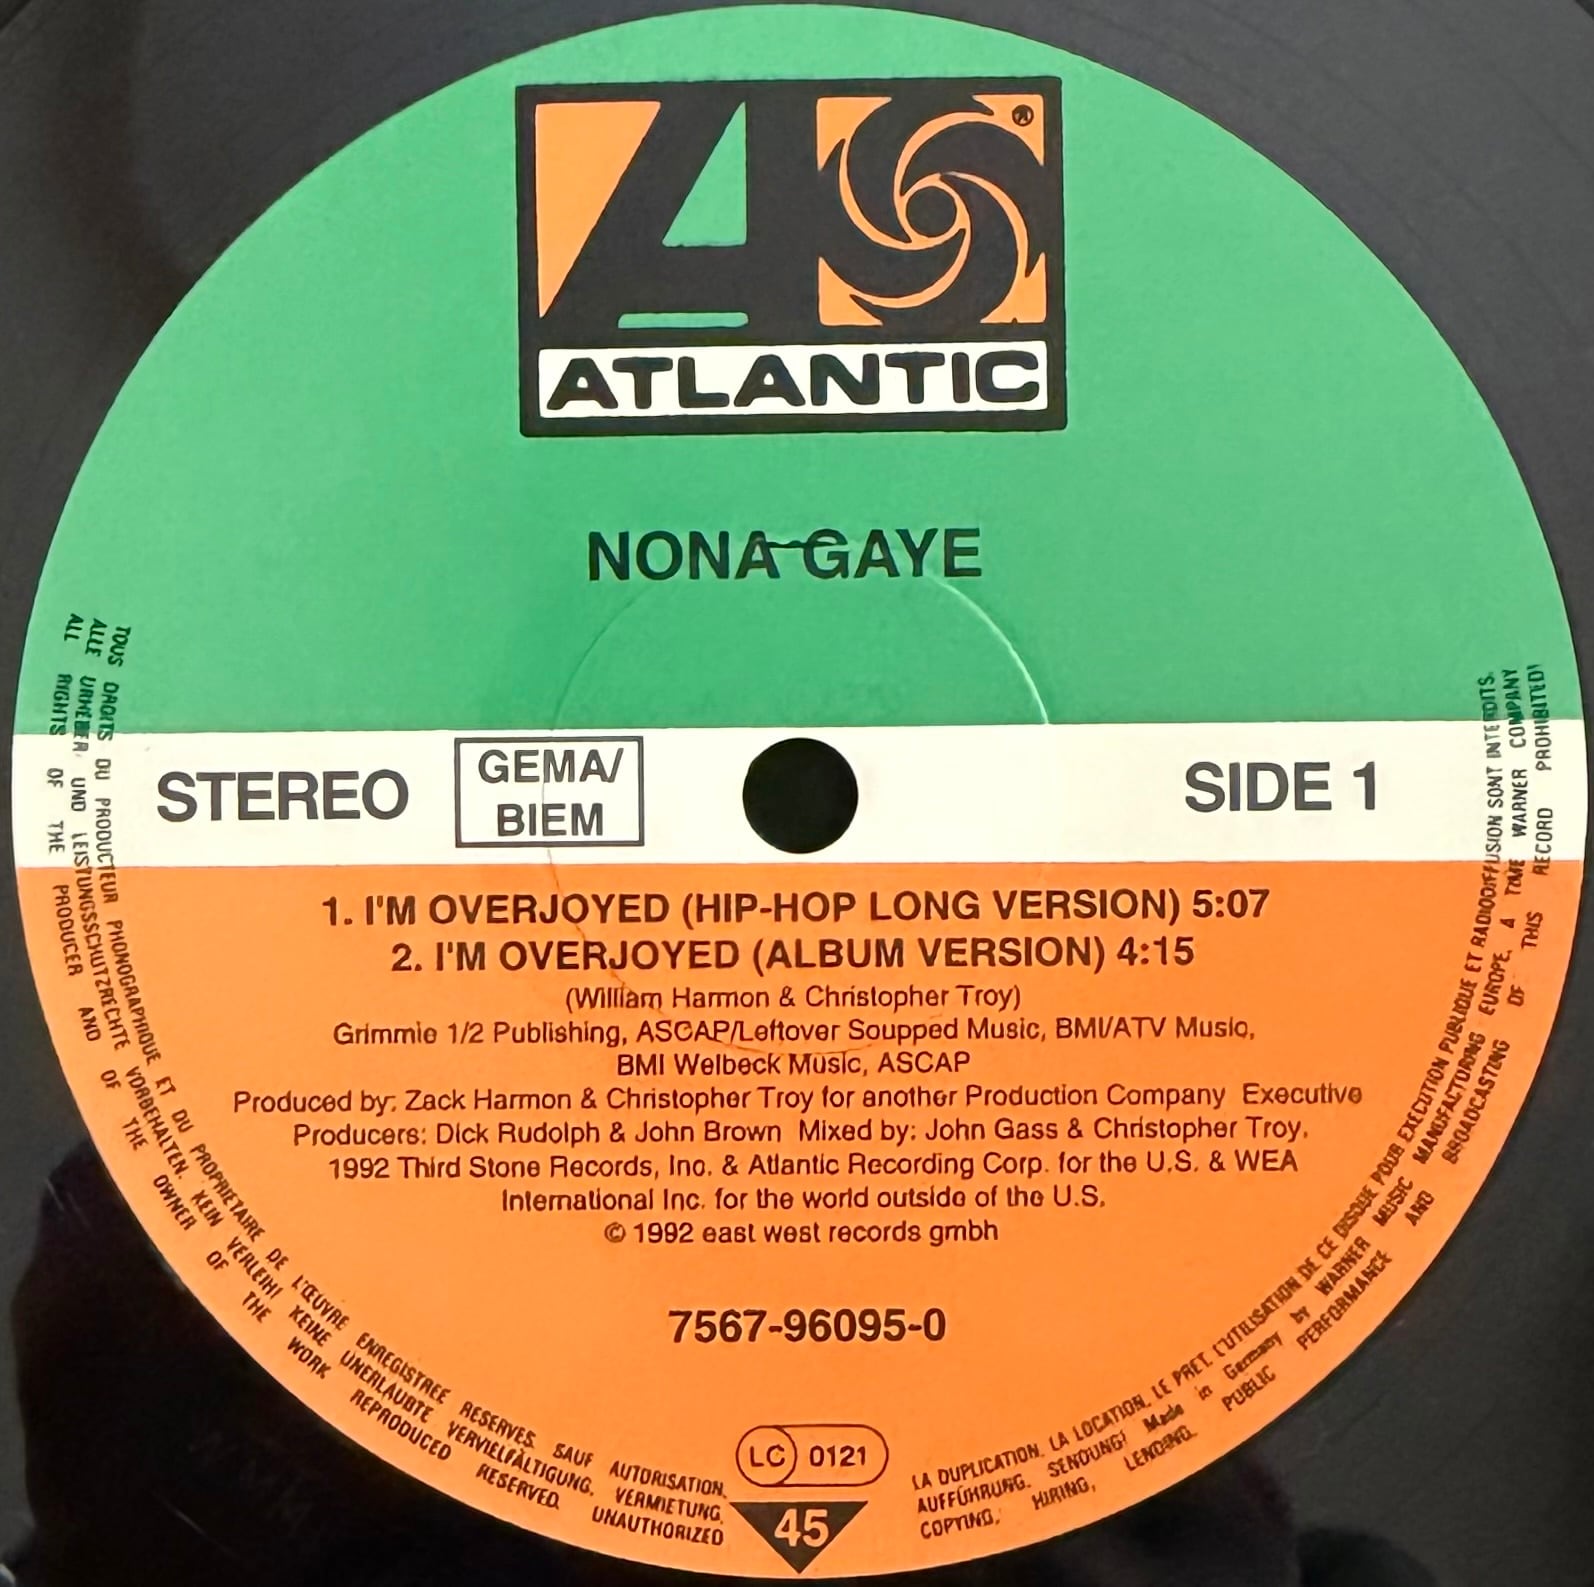 ATLANTIC
NONA GAYE
STEREO
GEMA/
BIEM
SIDE 1
1. I'M OVERJOYED (HIP-HOP LONG VERSION) 5:07
2. I'M OVERJOYED (ALBUM VERSION) 4:15
(William Harmon & Christopher Troy)
Grimmie 1/2 Publishing, ASCAP/Leftover Soupped Music, BMI/ATV Music,
BMI Welbeck Music, ASCAP
Produced by: Zack Harmon & Christopher Troy for another Production Company Executive
Producers: Dick Rudolph & John Brown Mixed by: John Gass & Christopher Troy.
1992 Third Stone Records, Inc. & Atlantic Recording Corp. for the U.S. & WEA
International Inc. for the world outside of the U.S.
© 1992 east west records gmbh
7567-96095-0
LC 0121
45
TOUS DROITS DU PRODUCTEUR PHONOGRAPHIQUE ET DU PROPRIETAIRE DE L'ŒUVRE ENREGISTREE RESERVES. SAUF AUTORISATION, LA DUPLICATION, LA LOCATION, LE PRET, L'UTILISATION DE CE DISQUE POUR EXECUTION PUBLIQUE ET RADIODIFFUSION SONT INTERDITS.
ALLE URHEBER, UND LEISTUNGSSCHUTZRECHTE VORBEHALTEN. KEIN VERLEIH! KEINE UNERLAUBTE VERVIELFÄLTIGUNG, VERMIETUNG, AUFFÜHRUNG, SENDUNG! Made in Germany by WARNER MUSIC MANUFACTURING EUROPE, A TIME WARNER COMPANY
ALL RIGHTS OF THE PRODUCER AND OF THE OWNER OF THE WORK REPRODUCED RESERVED. UNAUTHORIZED COPYING, HIRING, LENDING, PUBLIC PERFORMANCE AND BROADCASTING OF THIS RECORD PROHIBITED!